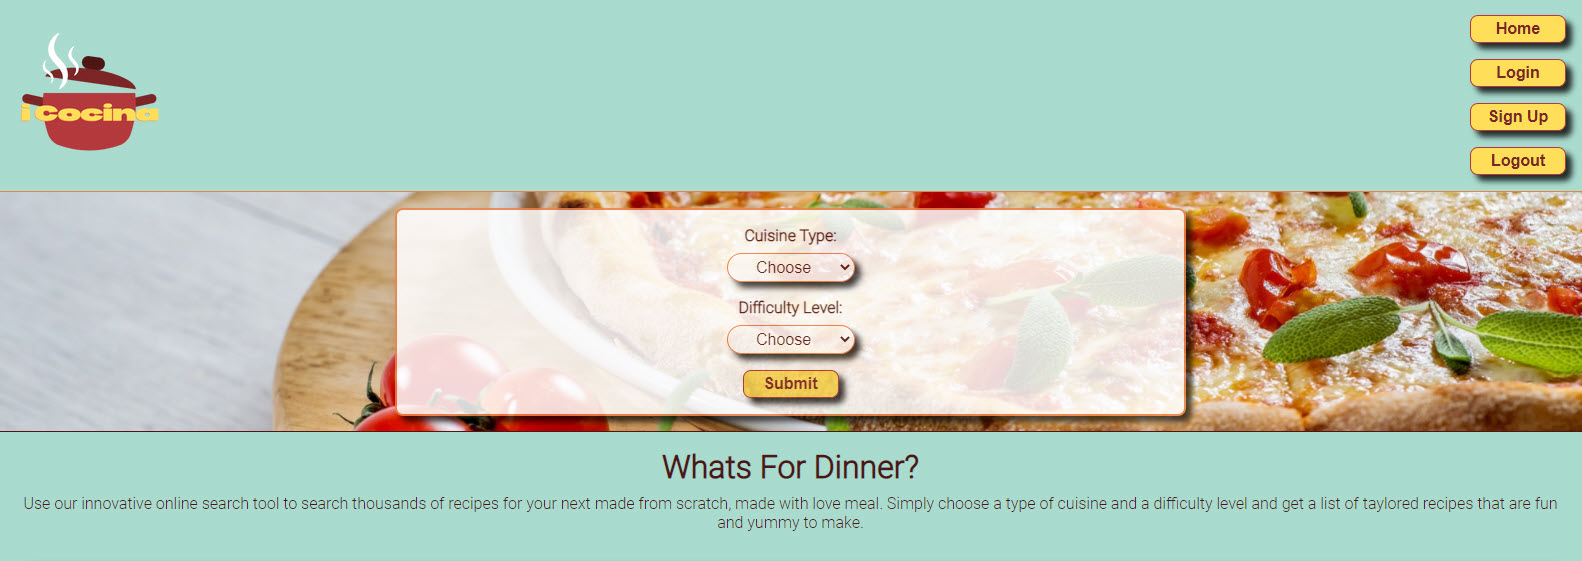 i Cocina
Home
Login
Sign Up
Logout
Cuisine Type:
Choose
Difficulty Level:
Choose
Submit
Whats For Dinner?
Use our innovative online search tool to search thousands of recipes for your next made from scratch, made with love meal. Simply choose a type of cuisine and a difficulty level and get a list of taylored recipes that are fun
and yummy to make.